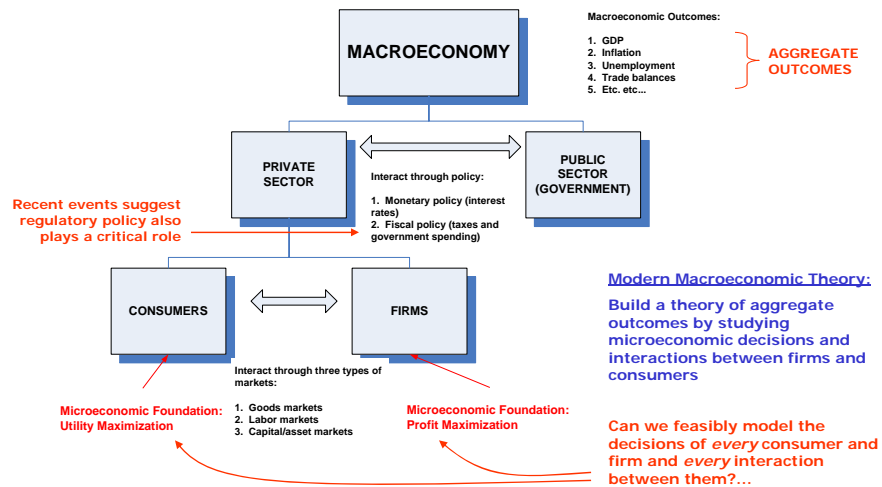 MACROECONOMY
Macroeconomic Outcomes:
1. GDP
2. Inflation
3. Unemployment
4. Trade balances
5. Etc. etc...
AGGREGATE
OUTCOMES
PRIVATE
SECTOR
PUBLIC
SECTOR
(GOVERNMENT)
Interact through policy:
1. Monetary policy (interest
rates)
2. Fiscal policy (taxes and
government spending)
Recent events suggest
regulatory policy also
plays a critical role
CONSUMERS
FIRMS
Interact through three types of
markets:
1. Goods markets
2. Labor markets
3. Capital/asset markets
Microeconomic Foundation:
Utility Maximization
Microeconomic Foundation:
Profit Maximization
Modern Macroeconomic Theory:
Build a theory of aggregate
outcomes by studying
microeconomic decisions and
interactions between firms and
consumers
Can we feasibly model the
decisions of every consumer and
firm and every interaction
between them?...